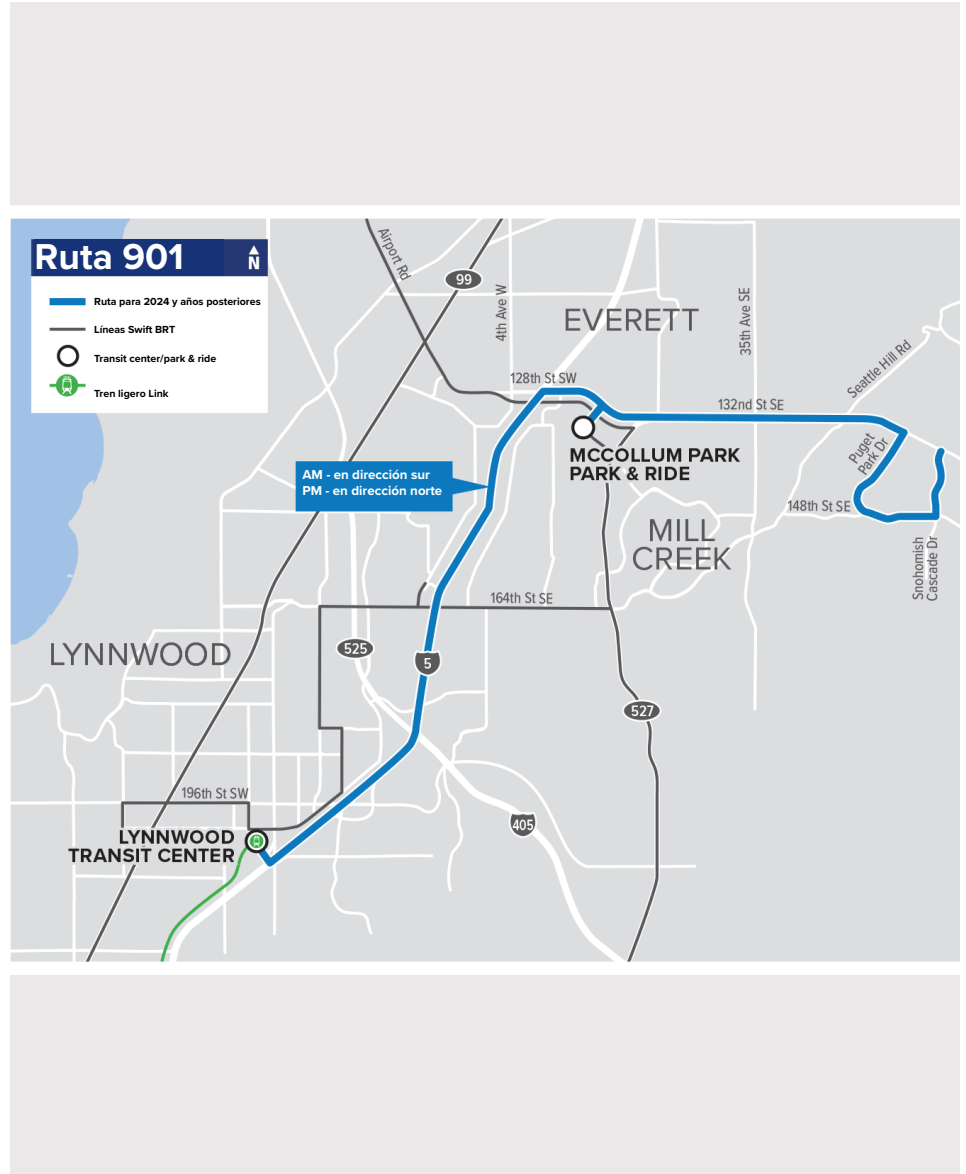 Ruta 901
N
Ruta para 2024 y años posteriores
Líneas Swift BRT
Transit center/park & ride
Tren ligero Link
Airport Rd
99
4th Ave W
EVERETT
35th Ave SE
Seattle Hill Rd
128th St SW
132nd St SE
MCCOLLUM PARK
PARK & RIDE
Puget
Park Dr
AM - en dirección sur
PM - en dirección norte
148th St SE
MILL
CREEK
Snohomish
Cascade Dr
164th St SE
LYNNWOOD
525
5
527
196th St SW
405
LYNNWOOD
TRANSIT CENTER